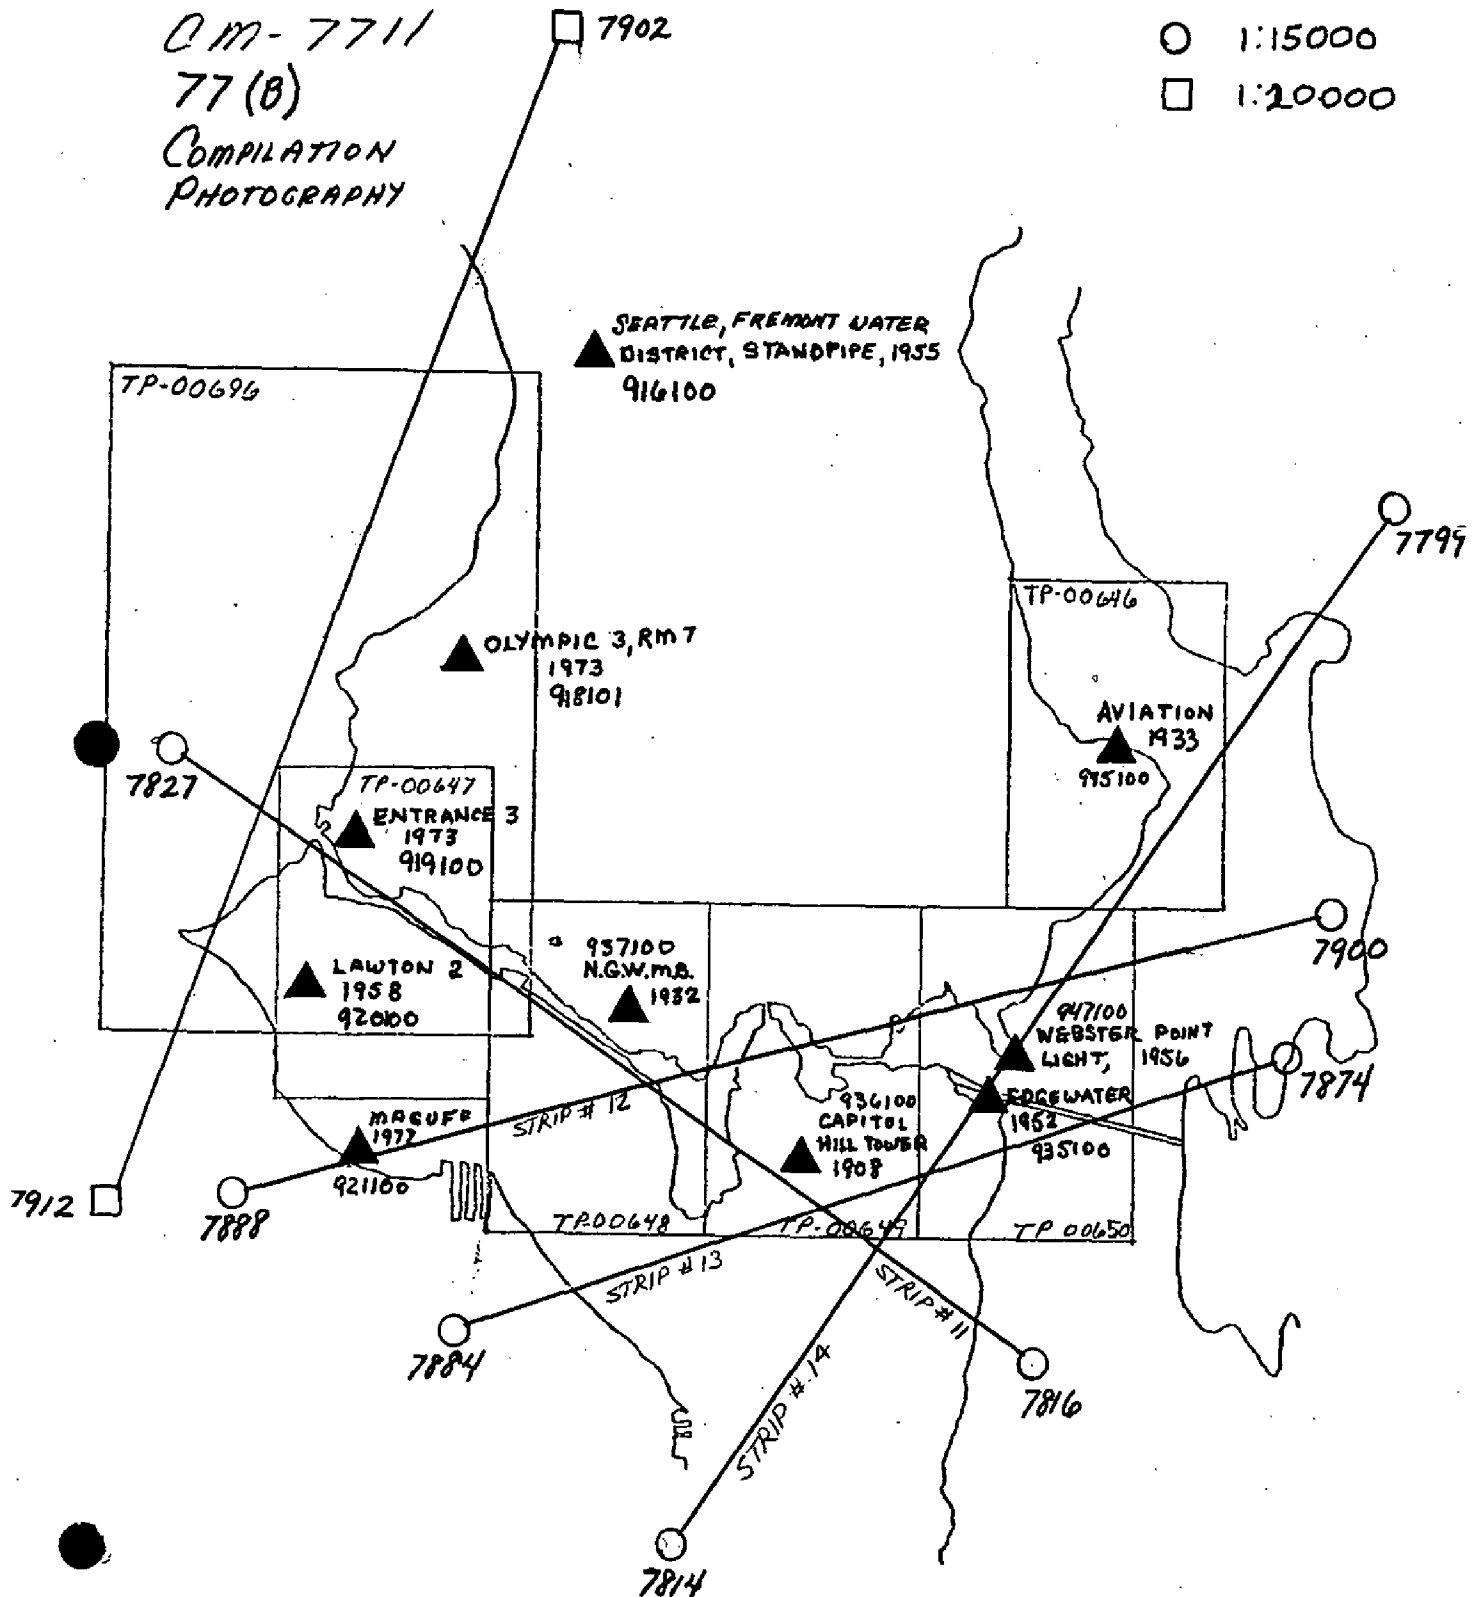 CM-7711
77 (B)
COMPILATION
PHOTOGRAPHY
7902
1:15000
1:20000
SEATTLE, FREMONT WATER
DISTRICT, STANDPIPE, 1955
916100
TP-00696
7799
TP-00646
OLYMPIC 3, RM 7
1973
918101
AVIATION
1933
7827
TP-00647
ENTRANCE 3
1973
919100
7900
937100
N.G.W.M.B.
1932
LAWTON 2
1958
920100
947100
WEBSTER POINT
LIGHT, 1956
7874
EDGEWATER
1952
935100
936100
CAPITOL
HILL TOWER
1908
STRIP # 12
1977
921100
7912
7888
TP.00648
TP-00649
TP 00650
STRIP # 13
STRIP # 11
7884
STRIP #.14
7816
7814